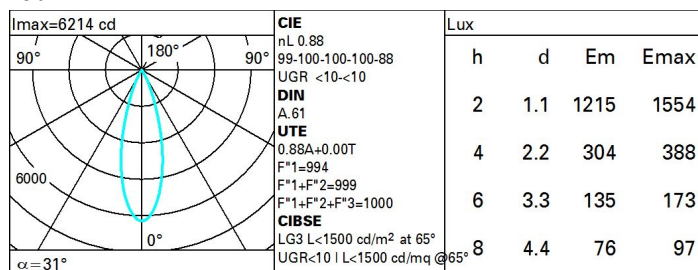 Imax=6214 cd
90° 180° 90°
6000
0°
α=31°
CIE
nL 0.88
99-100-100-100-88
UGR <10-<10
DIN
A.61
UTE
0.88A+0.00T
F"1=994
F"1+F"2=999
F"1+F"2+F"3=1000
CIBSE
LG3 L<1500 cd/m² at 65°
UGR<10 | L<1500 cd/mq @65°
Lux
h d Em Emax
2 1.1 1215 1554
4 2.2 304 388
6 3.3 135 173
8 4.4 76 97